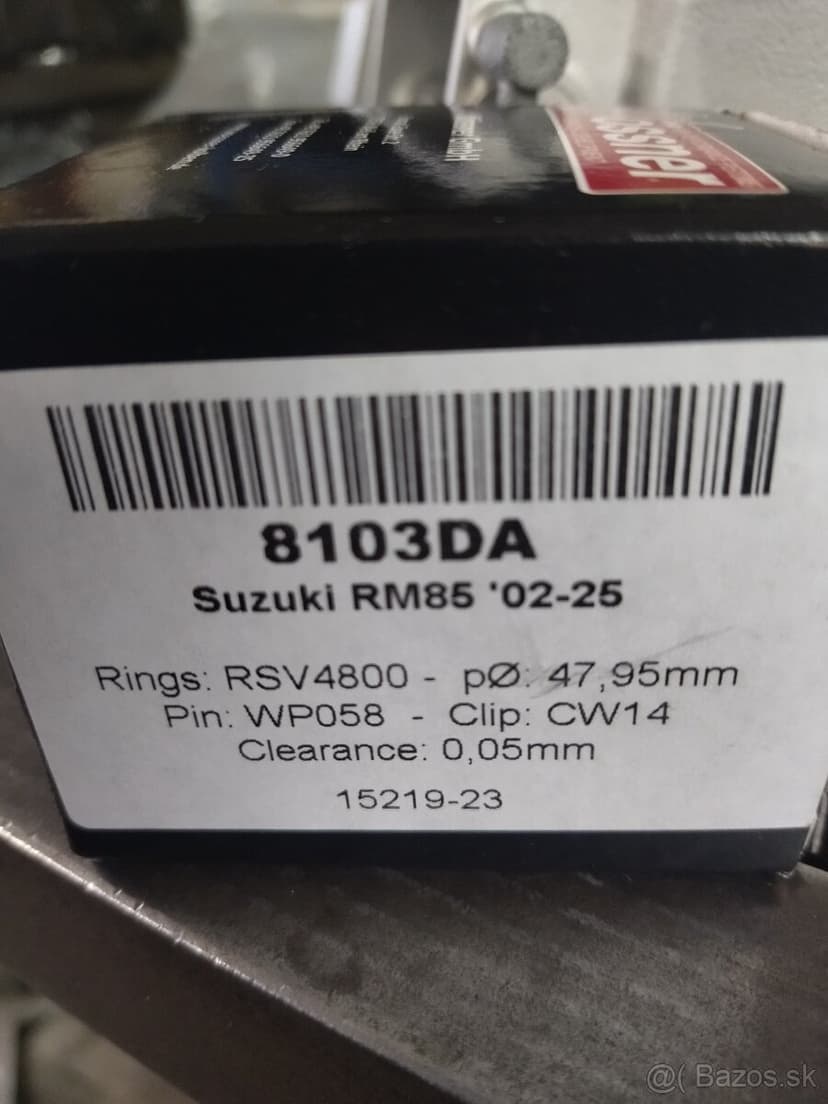 8103DA
Suzuki RM85 '02-25
Rings: RSV4800 - pØ: 47,95mm
Pin: WP058 - Clip: CW14
Clearance: 0,05mm
15219-23
@( Bazos.sk